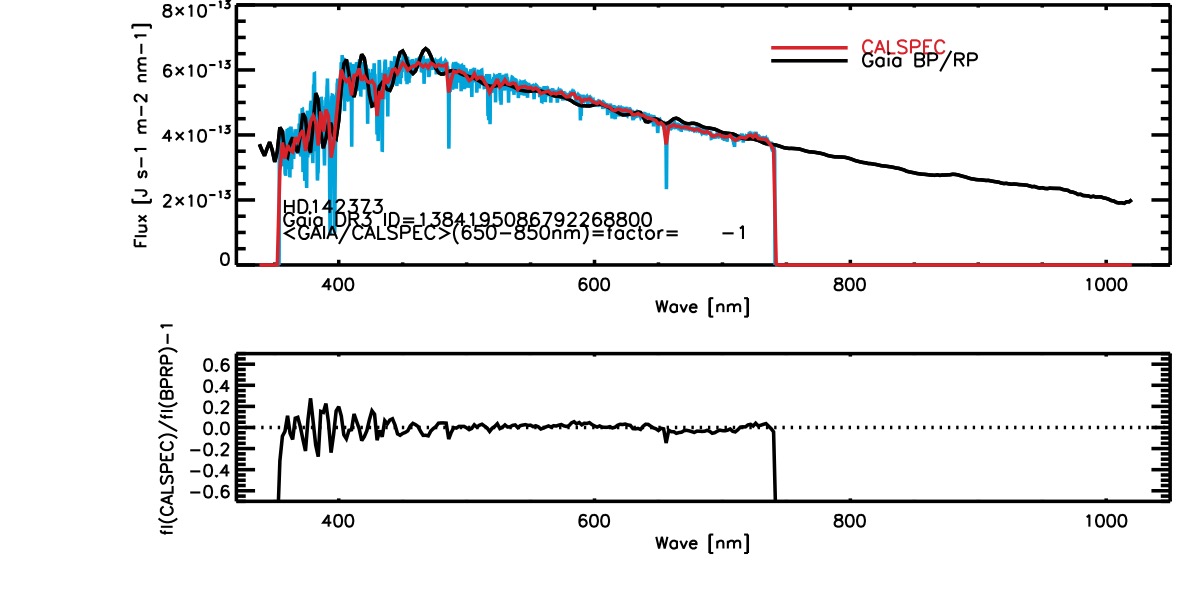 8×10−13
6×10−13
4×10−13
2×10−13
0
Flux [J s−1 m−2 nm−1]
CALSPEC
Gaia BP/RP
HD142373
Gaia DR3 ID=1384195086792268800
<GAIA/CALSPEC>(650−850nm)=factor= −1
400 600 800 1000
Wave [nm]
fl(CALSPEC)/fl(BPRP)−1
0.6
0.4
0.2
0.0
−0.2
−0.4
−0.6
400 600 800 1000
Wave [nm]